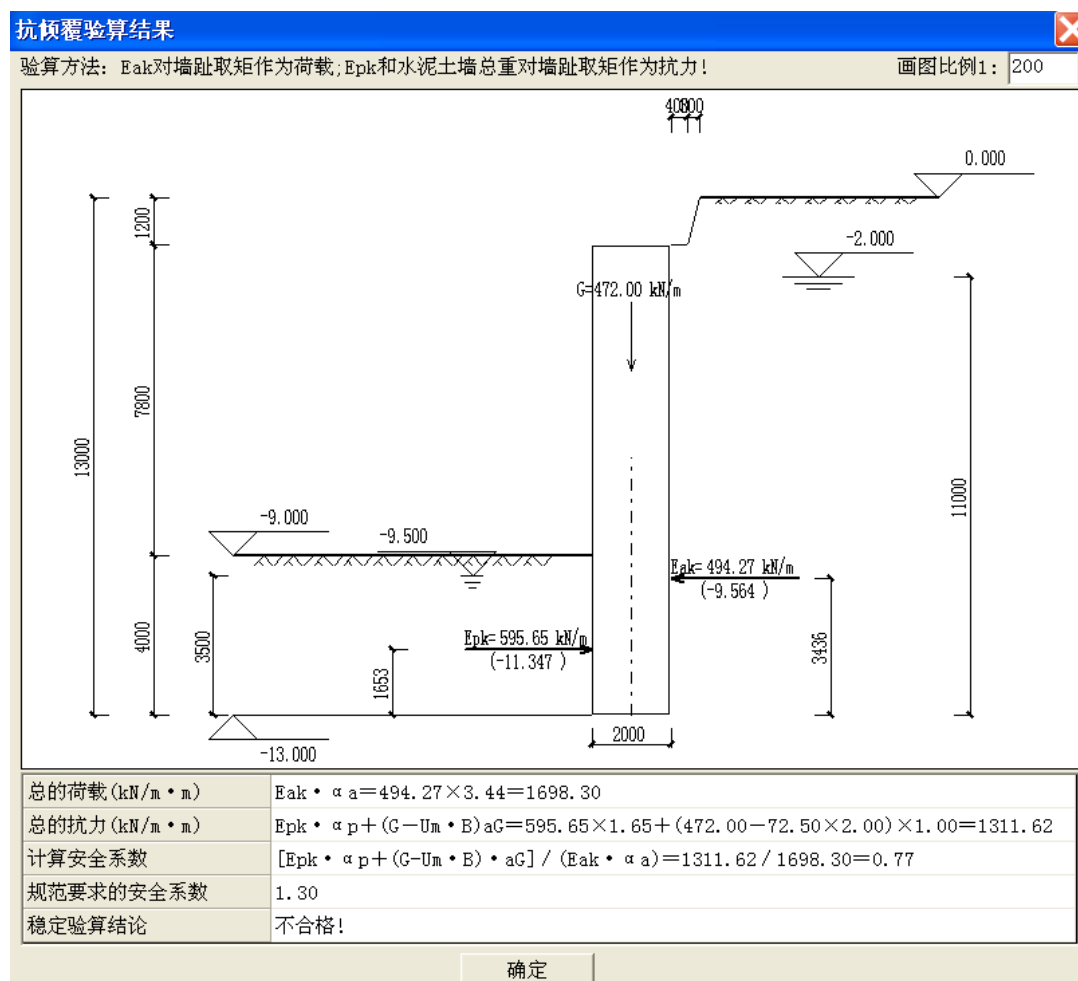 抗倾覆验算结果
验算方法: Eak对墙趾取矩作为荷载;Epk和水泥土墙总重对墙趾取矩作为抗力!
画图比例1: 200
0.000
1200
-2.000
G=472.00 kN/m
7800
13000
11000
-9.000
-9.500
Eak=494.27 kN/m
(-9.564 )
4000
3500
Epk=595.65 kN/m
(-11.347 )
3436
1653
2000
-13.000
总的荷载(kN/m•m) Eak•αa=494.27×3.44=1698.30
总的抗力(kN/m•m) Epk•αp+(G-Um•B)aG=595.65×1.65+(472.00-72.50×2.00)×1.00=1311.62
计算安全系数 [Epk•αp+(G-Um•B)•aG]/(Eak•αa)=1311.62/1698.30=0.77
规范要求的安全系数 1.30
稳定验算结论 不合格!
确定